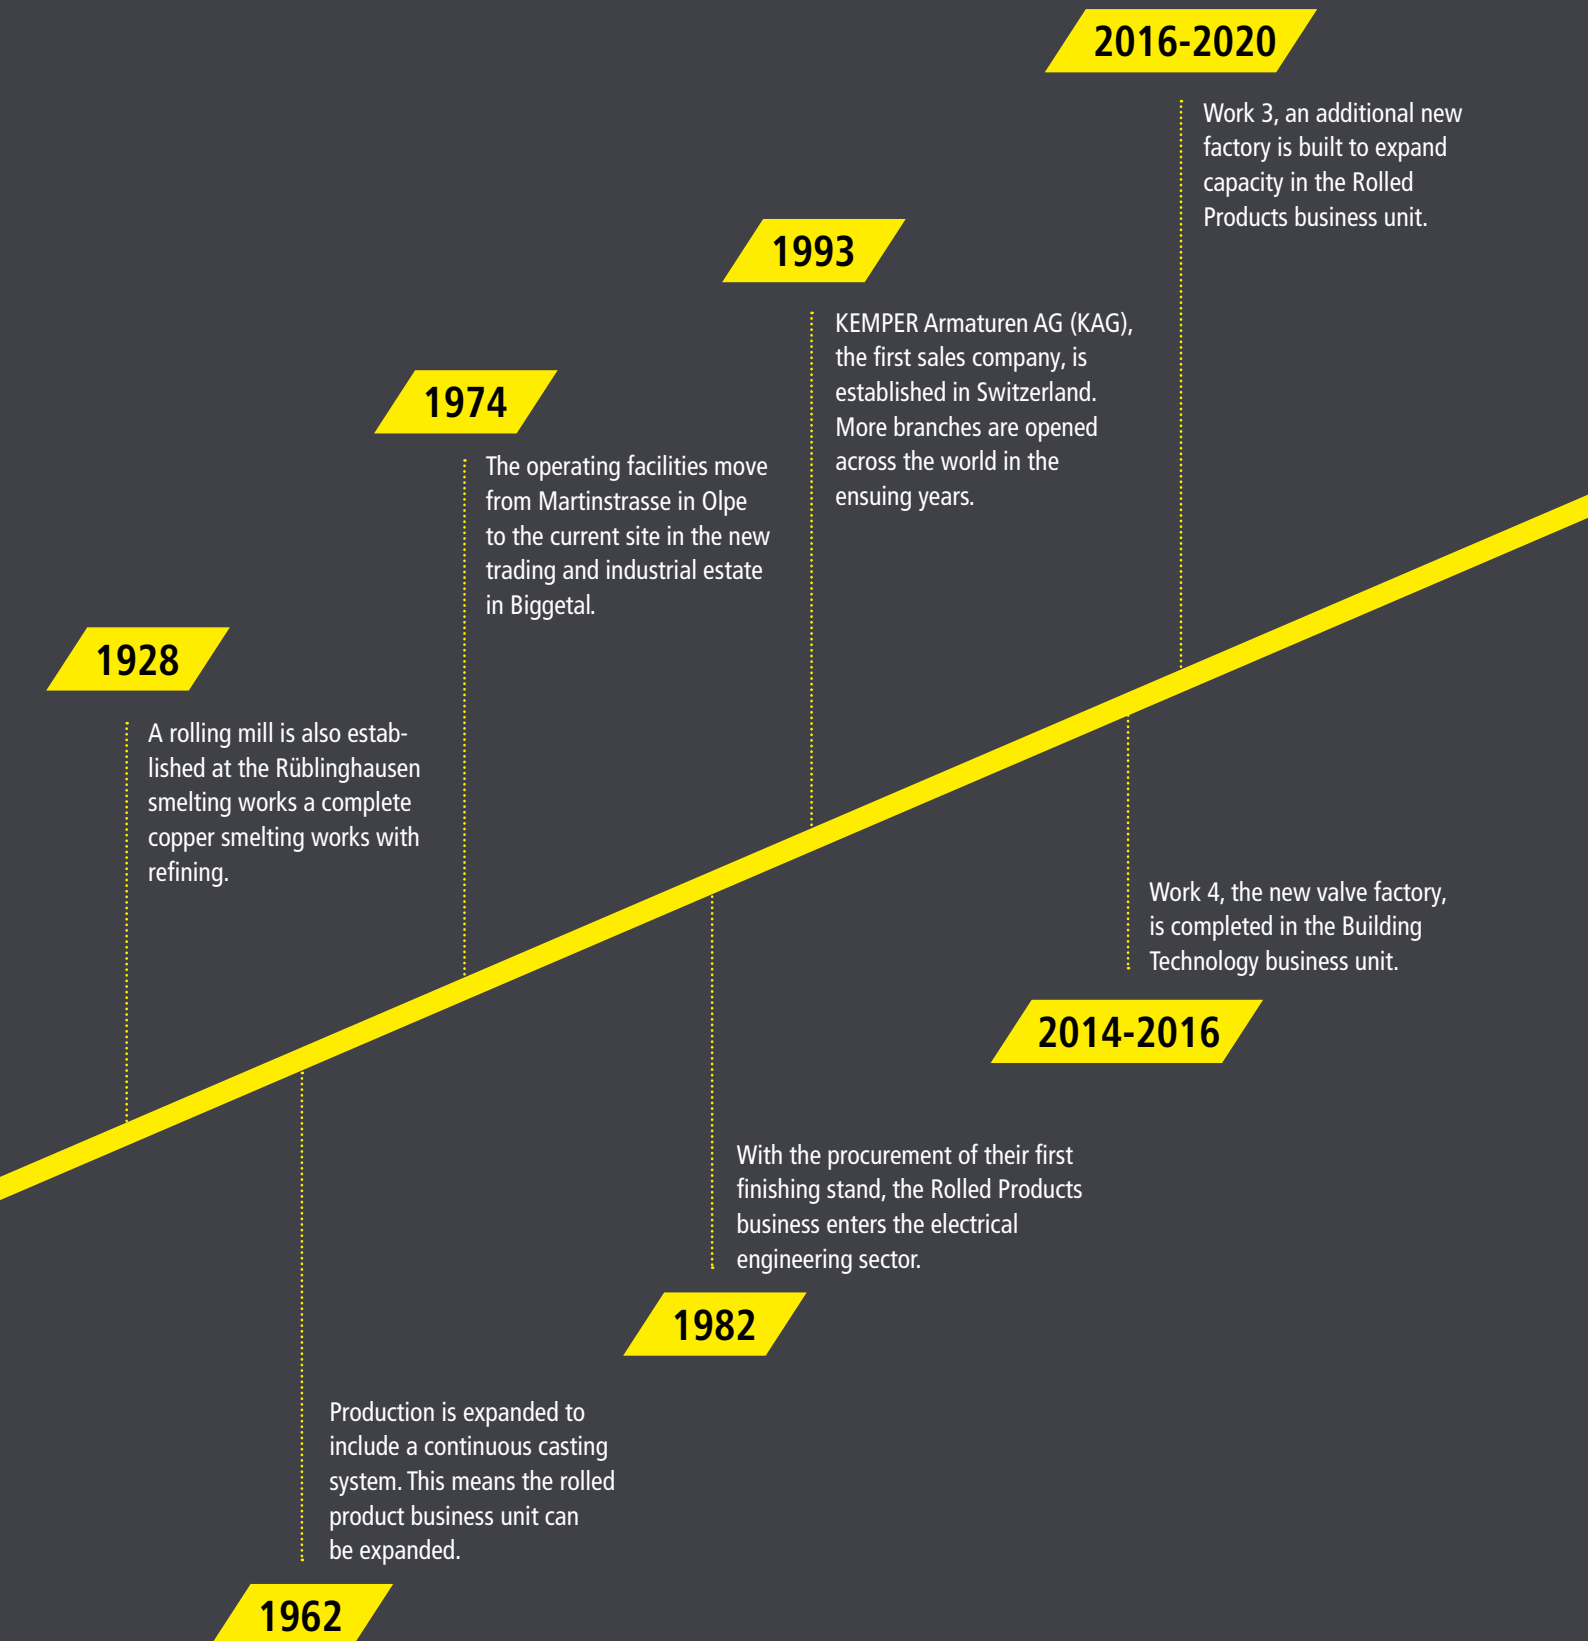 2016-2020
Work 3, an additional new
factory is built to expand
capacity in the Rolled
Products business unit.
1993
KEMPER Armaturen AG (KAG),
the first sales company, is
established in Switzerland.
More branches are opened
across the world in the
ensuing years.
1974
The operating facilities move
from Martinstrasse in Olpe
to the current site in the new
trading and industrial estate
in Biggetal.
1928
A rolling mill is also estab-
lished at the Rüblinghausen
smelting works a complete
copper smelting works with
refining.
Work 4, the new valve factory,
is completed in the Building
Technology business unit.
2014-2016
With the procurement of their first
finishing stand, the Rolled Products
business enters the electrical
engineering sector.
1982
Production is expanded to
include a continuous casting
system. This means the rolled
product business unit can
be expanded.
1962